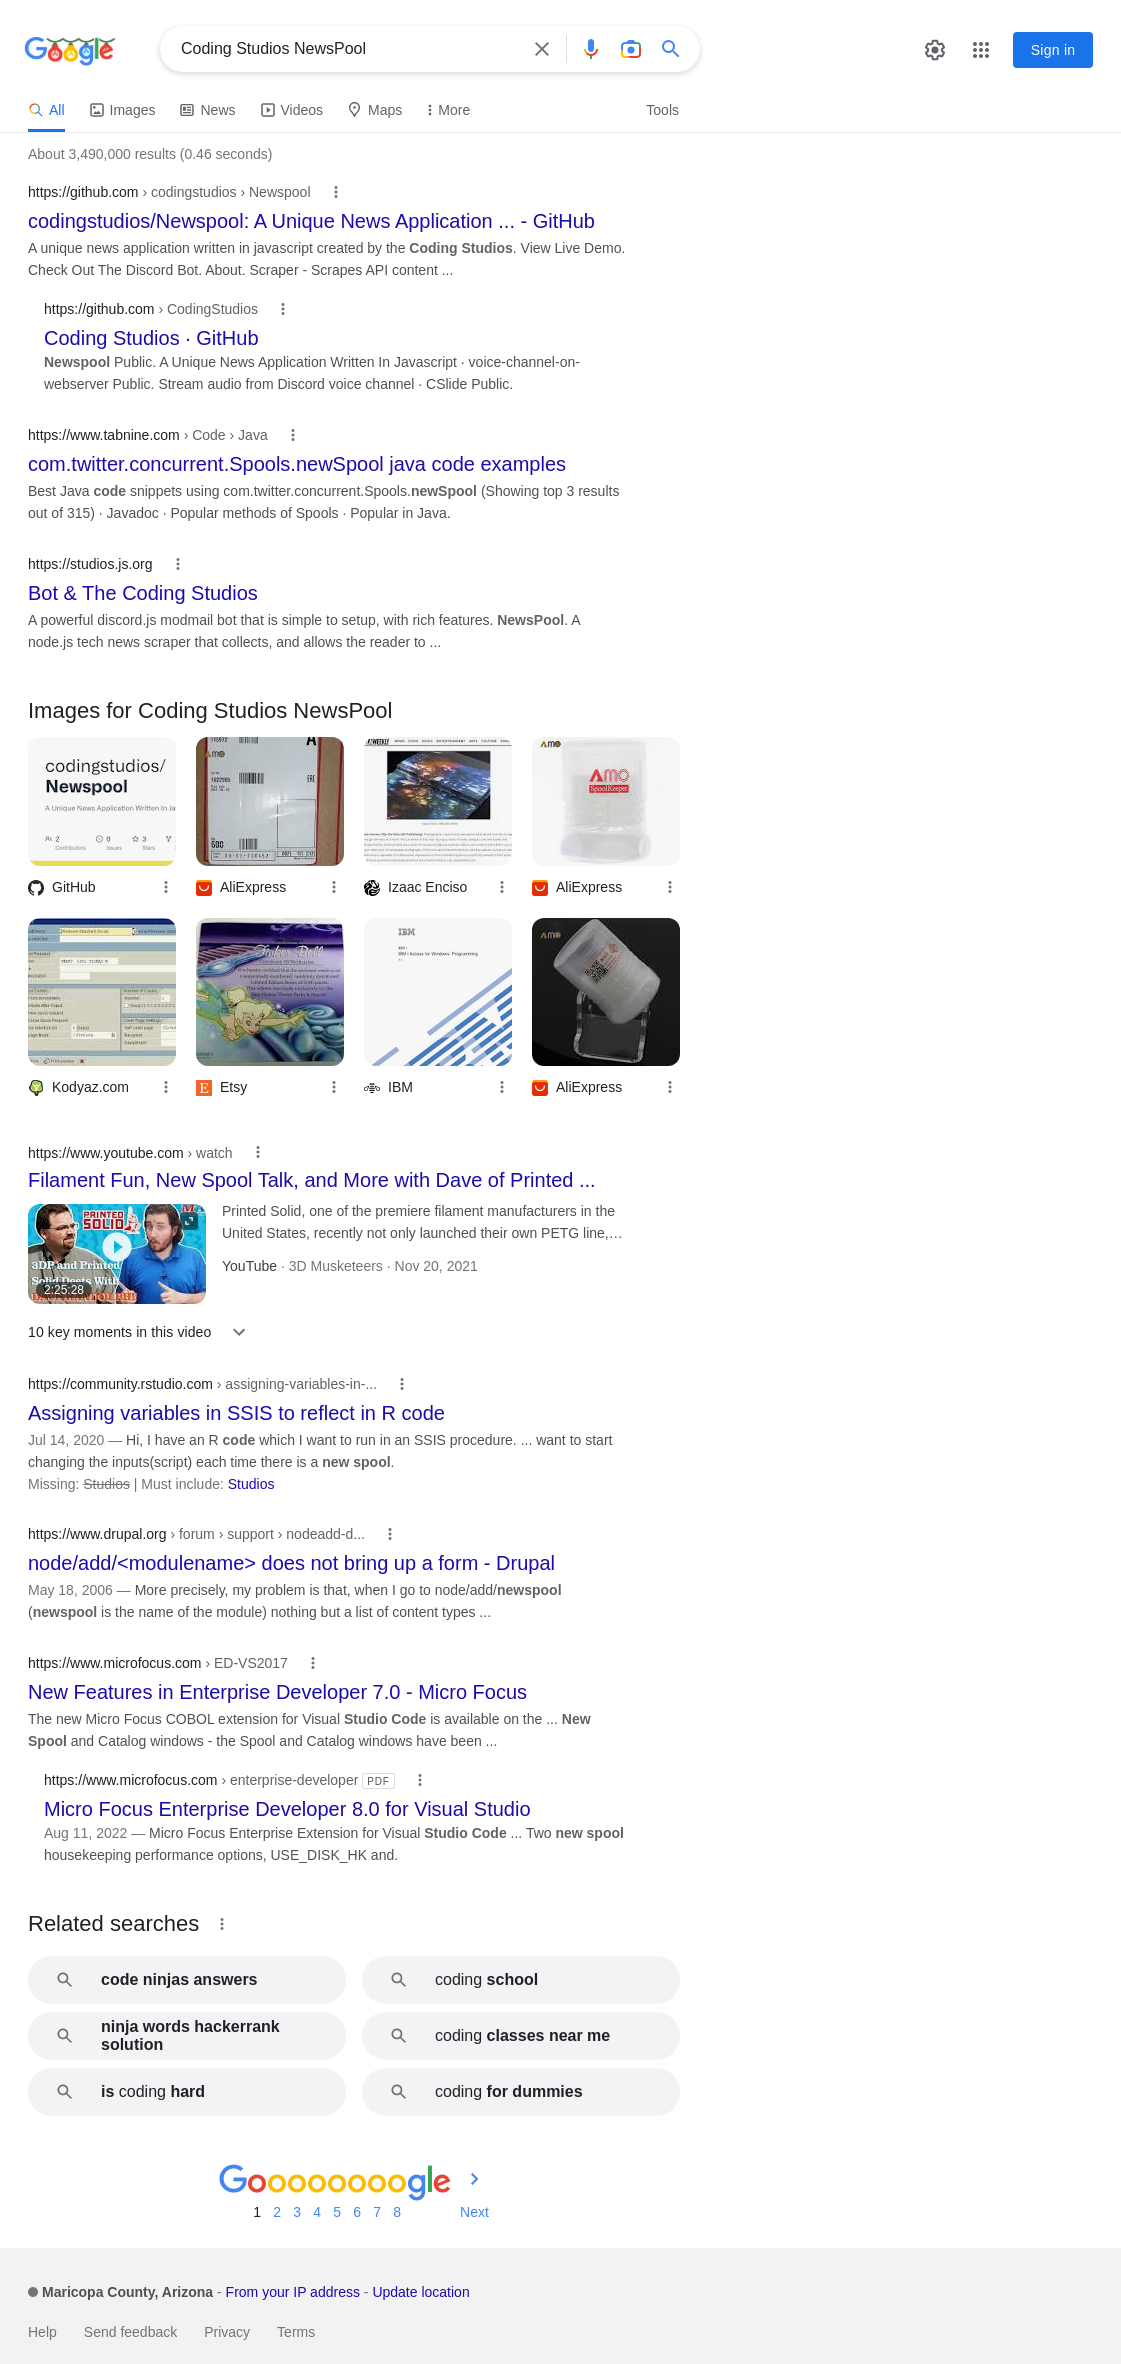 Google
Coding Studios NewsPool
Sign in
All
Images
News
Videos
Maps
More
Tools
About 3,490,000 results (0.46 seconds)
https://github.com › codingstudios › Newspool
codingstudios/Newspool: A Unique News Application ... - GitHub
A unique news application written in javascript created by the Coding Studios. View Live Demo.
Check Out The Discord Bot. About. Scraper - Scrapes API content ...
https://github.com › CodingStudios
Coding Studios · GitHub
Newspool Public. A Unique News Application Written In Javascript · voice-channel-on-
webserver Public. Stream audio from Discord voice channel · CSlide Public.
https://www.tabnine.com › Code › Java
com.twitter.concurrent.Spools.newSpool java code examples
Best Java code snippets using com.twitter.concurrent.Spools.newSpool (Showing top 3 results
out of 315) · Javadoc · Popular methods of Spools · Popular in Java.
https://studios.js.org
Bot & The Coding Studios
A powerful discord.js modmail bot that is simple to setup, with rich features. NewsPool. A
node.js tech news scraper that collects, and allows the reader to ...
Images for Coding Studios NewsPool
codingstudios/
Newspool
A Unique News Application Written In Ja
2
0
3
Contributors
Issues
Stars
AMO
A
AMO
AMO
SpoolKeeper
GitHub
AliExpress
Izaac Enciso
AliExpress
Tinker Bell
IBM
IBM i
IBM i Access for Windows: Programming
AMO
Kodyaz.com
Etsy
IBM
AliExpress
https://www.youtube.com › watch
Filament Fun, New Spool Talk, and More with Dave of Printed ...
PRINTED
SOLID
3DP and Printed
Solid Deets With
2:25:28
Printed Solid, one of the premiere filament manufacturers in the
United States, recently not only launched their own PETG line,…
YouTube · 3D Musketeers · Nov 20, 2021
10 key moments in this video
https://community.rstudio.com › assigning-variables-in-...
Assigning variables in SSIS to reflect in R code
Jul 14, 2020 — Hi, I have an R code which I want to run in an SSIS procedure. ... want to start
changing the inputs(script) each time there is a new spool.
Missing: Studios | Must include: Studios
https://www.drupal.org › forum › support › nodeadd-d...
node/add/<modulename> does not bring up a form - Drupal
May 18, 2006 — More precisely, my problem is that, when I go to node/add/newspool
(newspool is the name of the module) nothing but a list of content types ...
https://www.microfocus.com › ED-VS2017
New Features in Enterprise Developer 7.0 - Micro Focus
The new Micro Focus COBOL extension for Visual Studio Code is available on the ... New
Spool and Catalog windows - the Spool and Catalog windows have been ...
https://www.microfocus.com › enterprise-developer PDF
Micro Focus Enterprise Developer 8.0 for Visual Studio
Aug 11, 2022 — Micro Focus Enterprise Extension for Visual Studio Code ... Two new spool
housekeeping performance options, USE_DISK_HK and.
Related searches
code ninjas answers
coding school
ninja words hackerrank
solution
coding classes near me
is coding hard
coding for dummies
Goooooooogle
1 2 3 4 5 6 7 8 Next
Maricopa County, Arizona - From your IP address - Update location
Help
Send feedback
Privacy
Terms